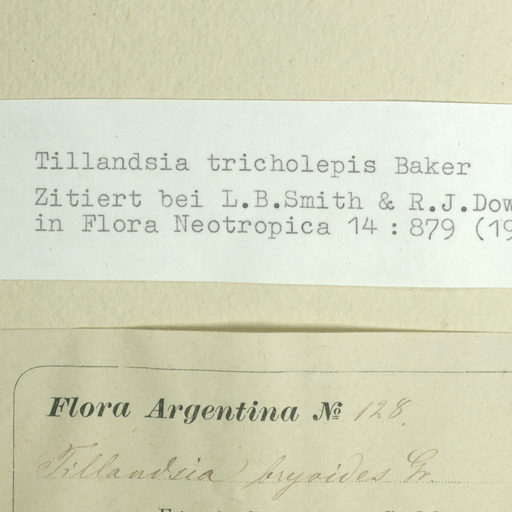 Tillandsia tricholepis Baker
Zitiert bei L.B.Smith & R.J.Dow
in Flora Neotropica 14 : 879 (19
Flora Argentina № 128.
Tillandsia bryoides Gr.